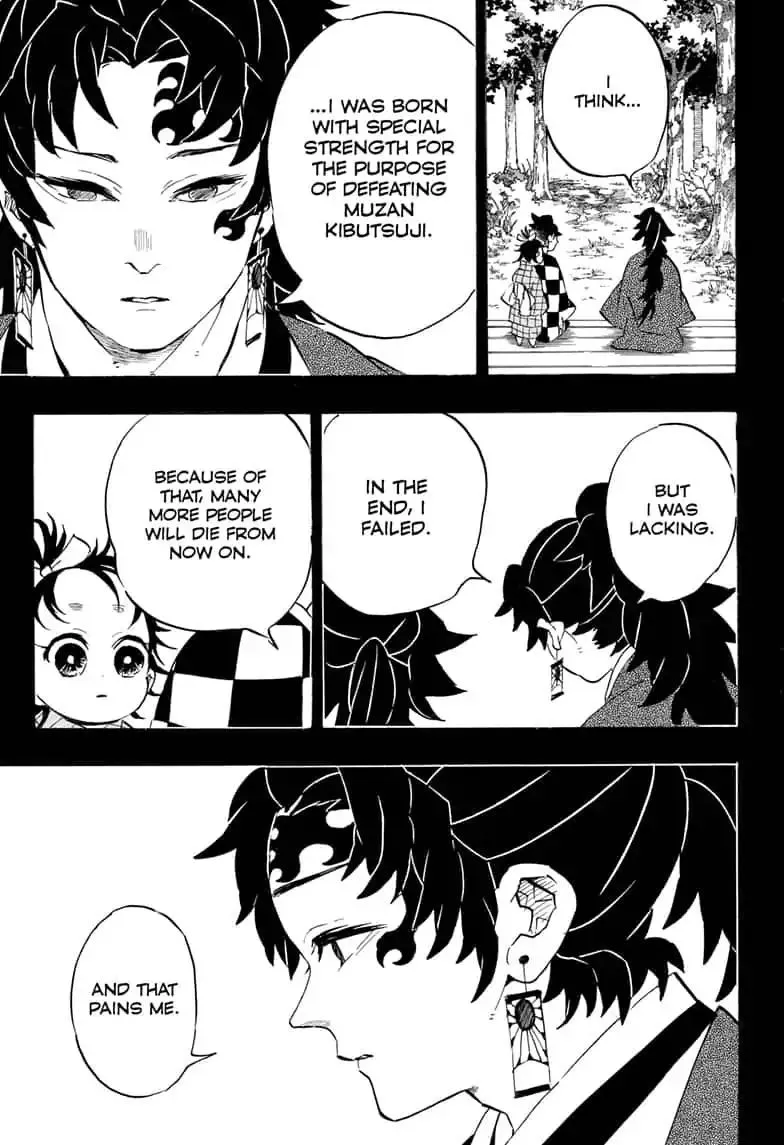 I
THINK...
...I WAS BORN
WITH SPECIAL
STRENGTH FOR
THE PURPOSE
OF DEFEATING
MUZAN
KIBUTSUJI.
BUT
I WAS
LACKING.
IN THE
END, I
FAILED.
BECAUSE OF
THAT, MANY
MORE PEOPLE
WILL DIE FROM
NOW ON.
AND THAT
PAINS ME.